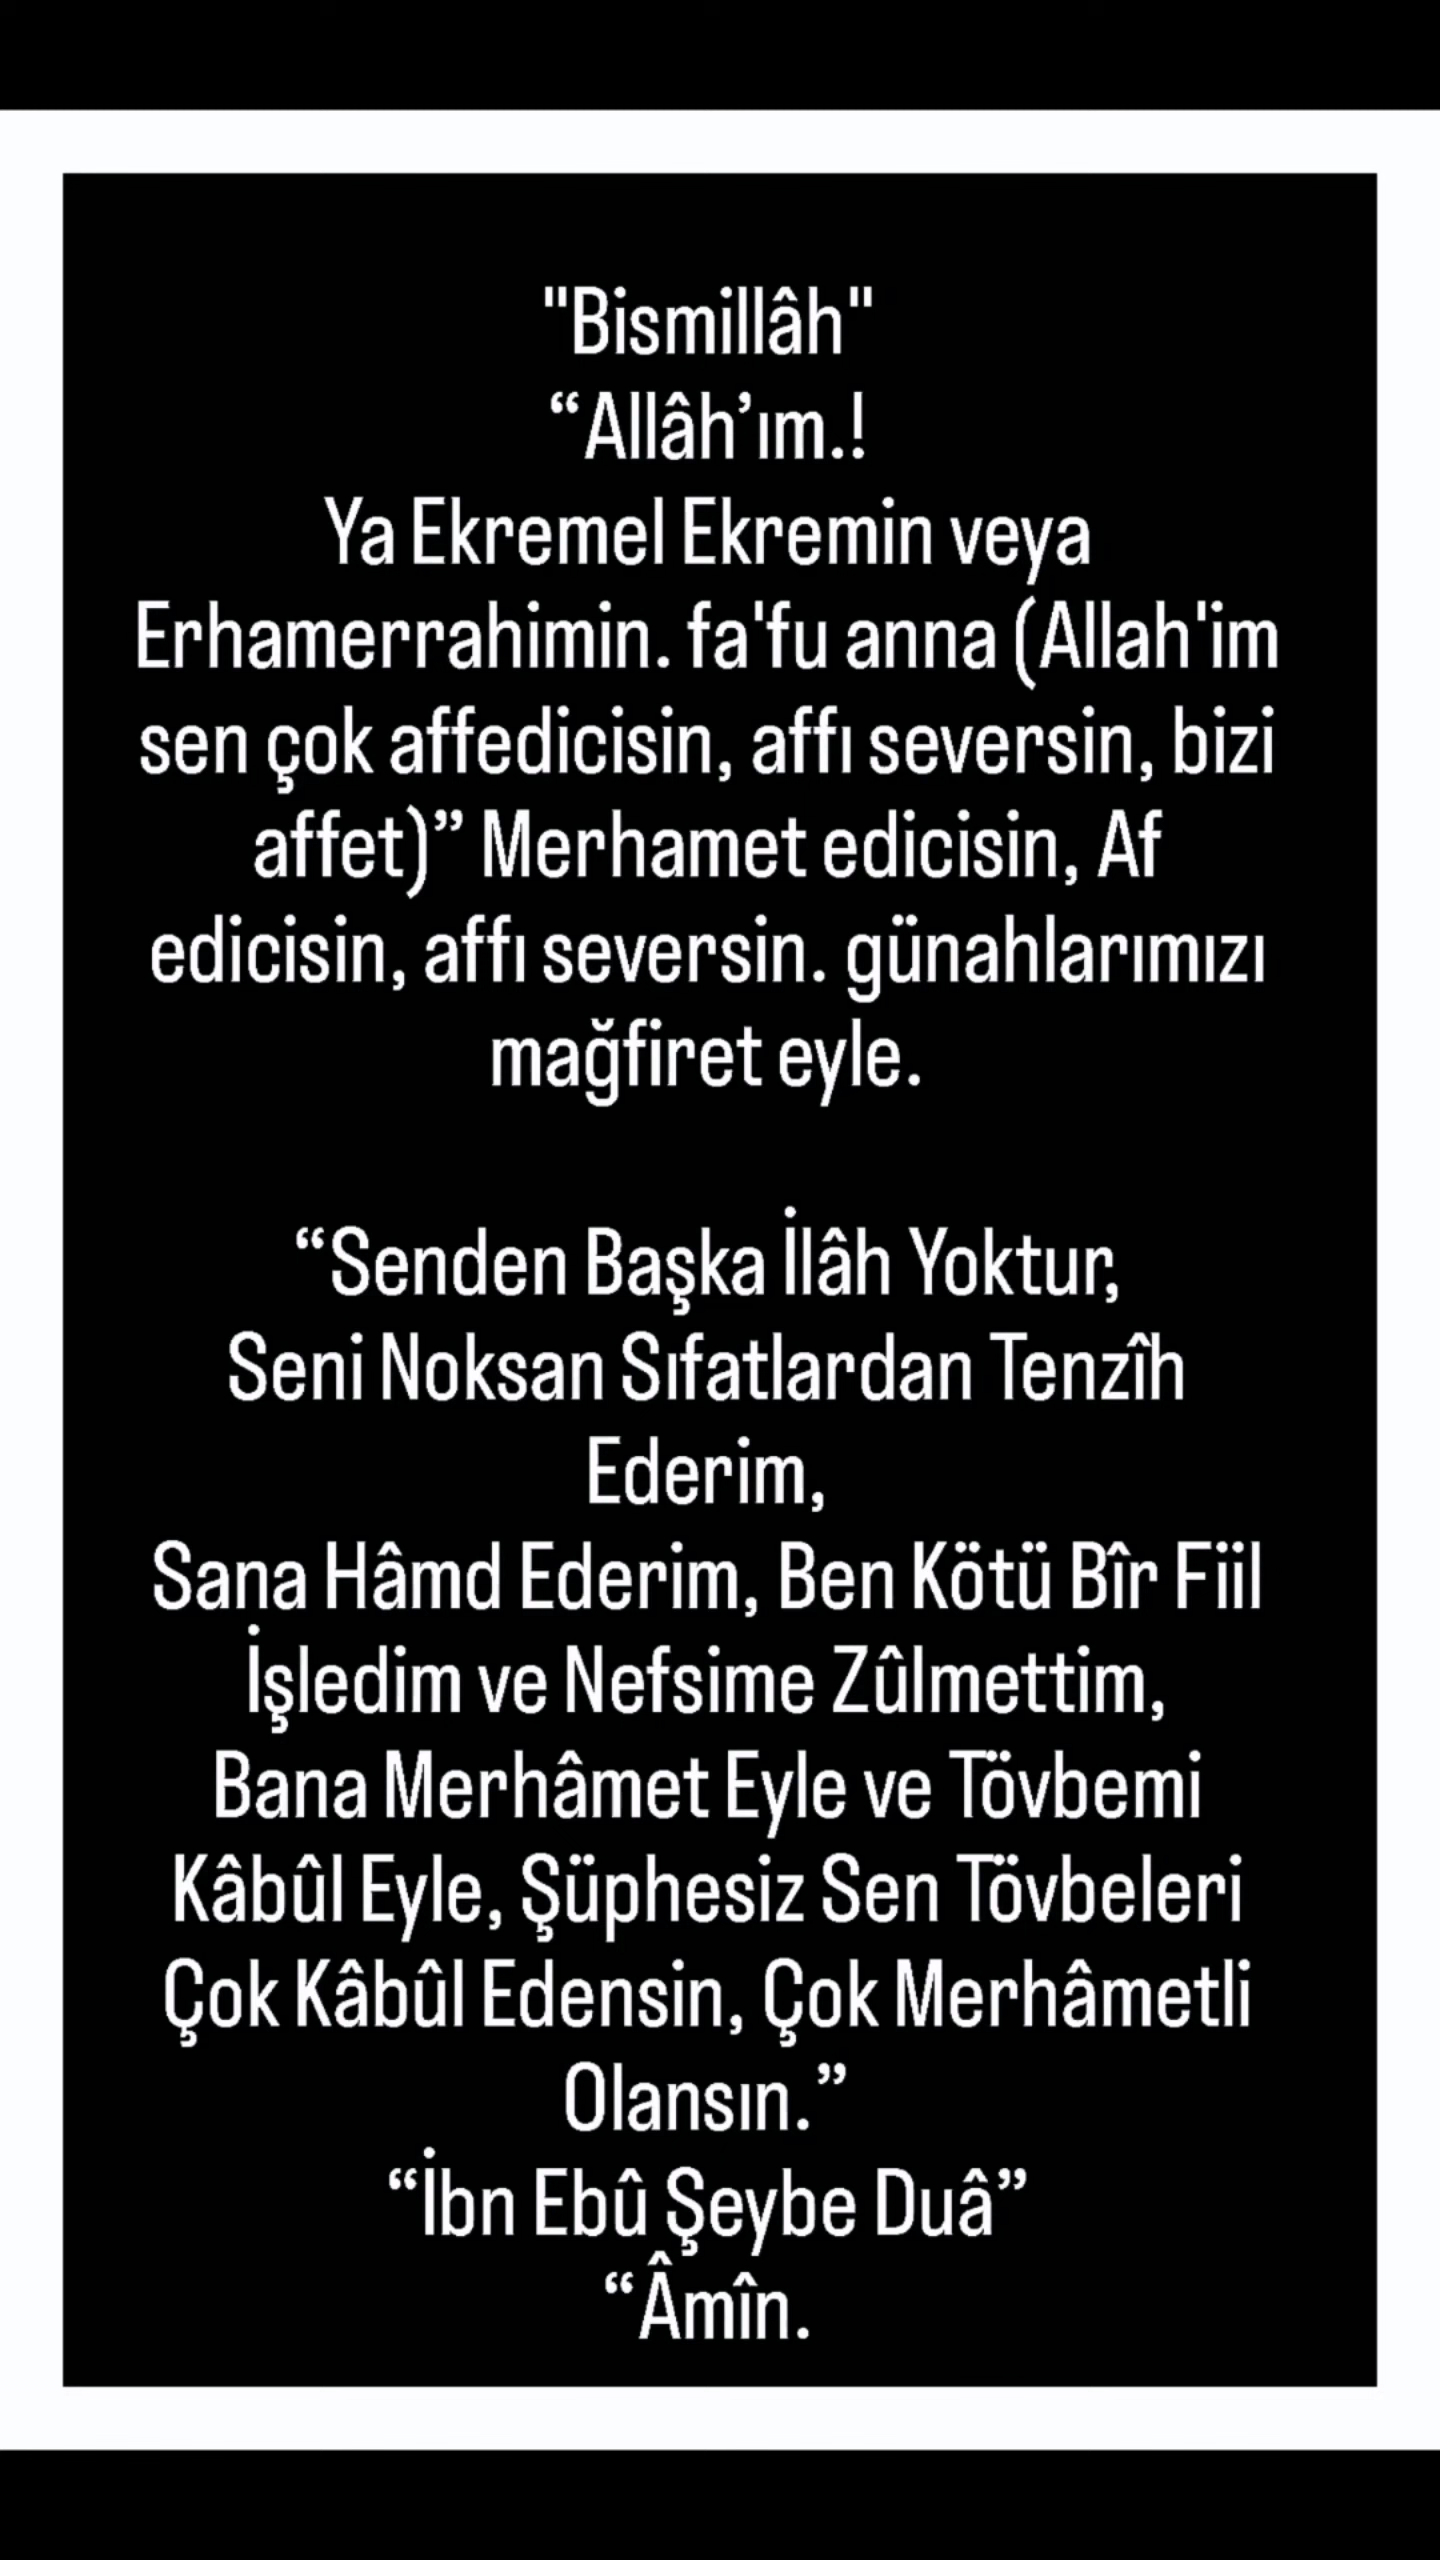 "Bismillâh"
“Allâh’ım.!
Ya Ekremel Ekremin veya
Erhamerrahimin. fa'fu anna (Allah'im
sen çok affedicisin, affı seversin, bizi
affet)” Merhamet edicisin, Af
edicisin, affı seversin. günahlarımızı
mağfiret eyle.
“Senden Başka İlâh Yoktur,
Seni Noksan Sıfatlardan Tenzîh
Ederim,
Sana Hâmd Ederim, Ben Kötü Bîr Fiil
İşledim ve Nefsime Zûlmettim,
Bana Merhâmet Eyle ve Tövbemi
Kâbûl Eyle, Şüphesiz Sen Tövbeleri
Çok Kâbûl Edensin, Çok Merhâmetli
Olansın.”
“İbn Ebû Şeybe Duâ”
“Âmîn.